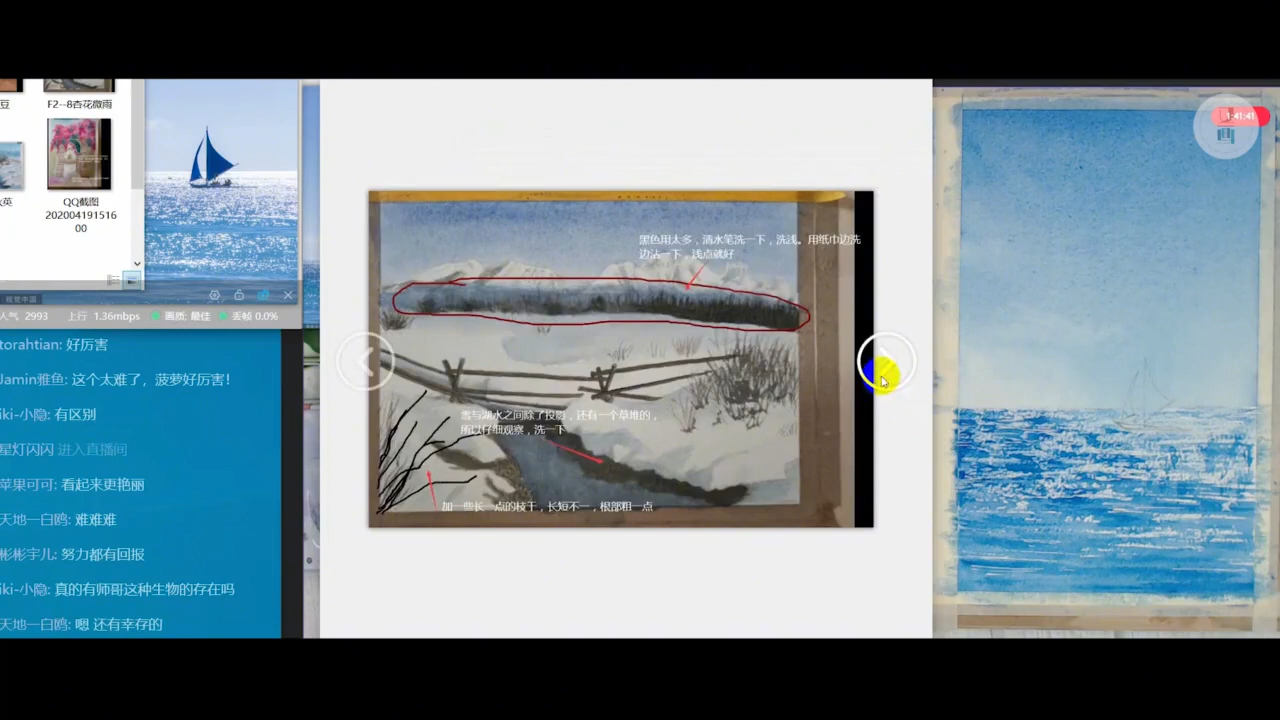 豆
F2--8杏花微雨
英
QQ截图
202004191516
00
视觉中国
人气 2993 上行 1.36mbps 画质: 最佳 丢帧 0.0%
torahtian: 好厉害
Jamin雅鱼: 这个太难了，菠萝好厉害！
iki-小隐: 有区别
星灯闪闪 进入直播间
苹果可可: 看起来更艳丽
天地一白鸥: 难难难
彬彬宇儿: 努力都有回报
iki-小隐: 真的有师哥这种生物的存在吗
天地一白鸥: 嗯 还有幸存的
黑色用太多，清水笔洗一下，洗浅。用纸巾边洗
边沾一下，浅点就好
雪与湖水之间除了投影，还有一个草堆的，
所以仔细观察，洗一下
加一些长一点的枝干，长短不一，根部粗一点
1:41:41
画